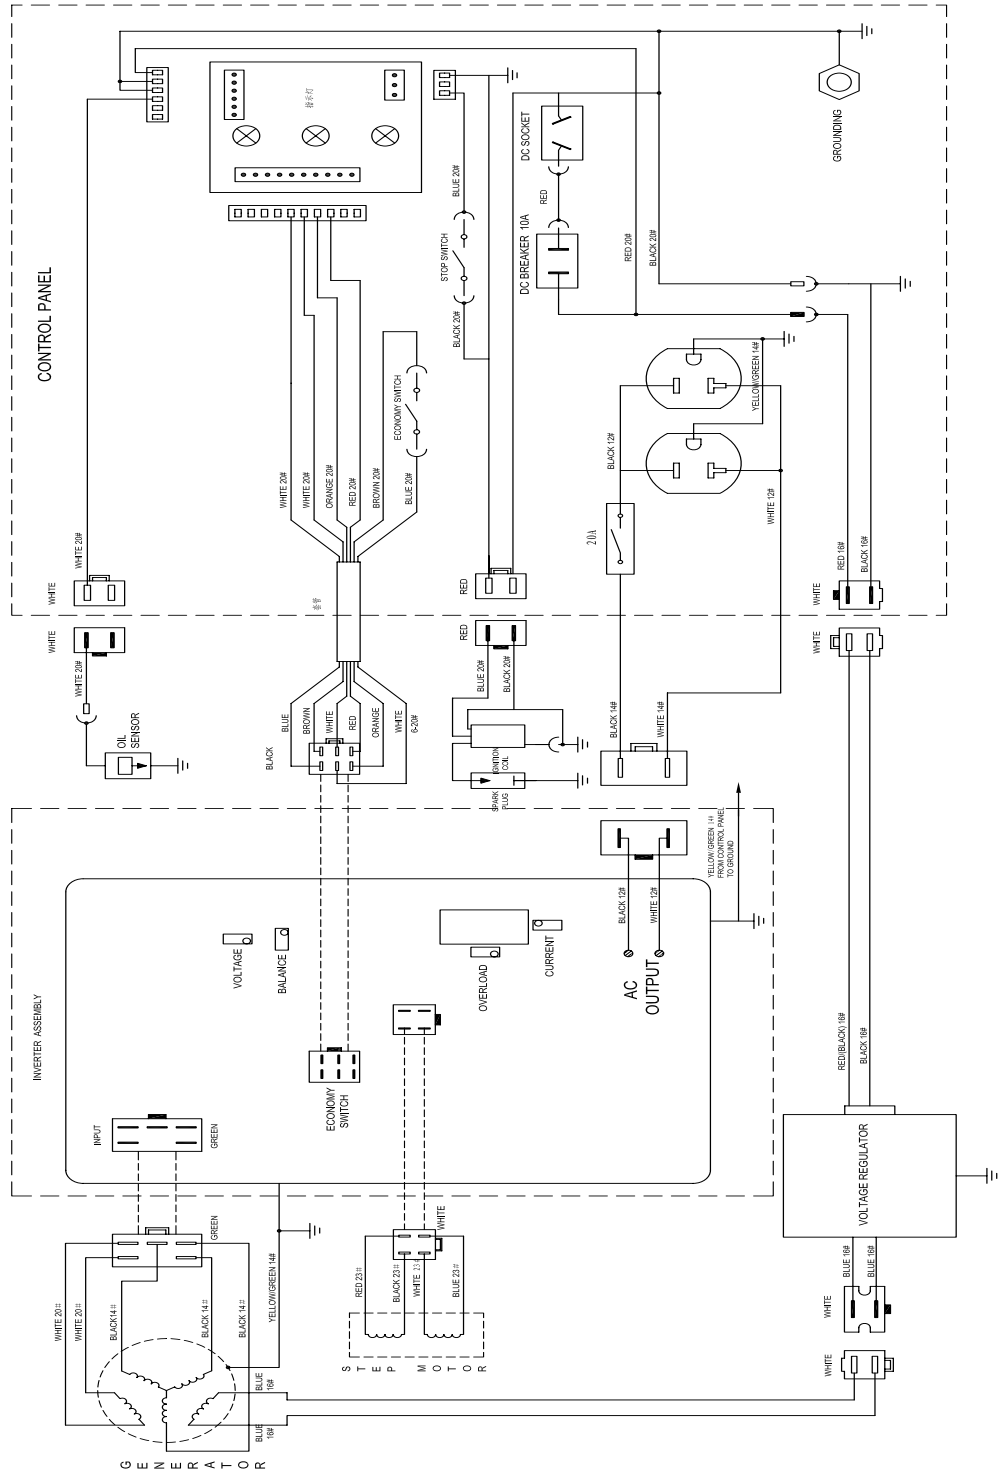 CONTROL PANEL
指示灯
DC SOCKET
GROUNDING
BLUE 20#
RED
STOP SWITCH
DC BREAKER 10A
RED 20#
BLACK 20#
BLACK 20#
ECONOMY SWITCH
YELLOW/GREEN 14#
BLACK 12#
WHITE 20#
WHITE 20#
ORANGE 20#
RED 20#
BROWN 20#
BLUE 20#
WHITE 12#
20A
WHITE 20#
RED 16#
BLACK 16#
WHITE
RED
WHITE
套管
WHITE
RED
WHITE
WHITE 20#
BLUE 20#
BLACK 20#
OIL
SENSOR
BLUE
BROWN
WHITE
RED
ORANGE
WHITE
6-20#
BLACK
BLACK 14#
WHITE 14#
IGNITION
COIL
SPARK
PLUG
YELLOW/GREEN 14#
FROM CONTROL PANEL
TO GROUND
BLACK 12#
WHITE 12#
VOLTAGE
BALANCE
OVERLOAD
CURRENT
AC
OUTPUT
INVERTER ASSEMBLY
RED/(BLACK) 16#
BLACK 16#
ECONOMY
SWITCH
INPUT
GREEN
VOLTAGE REGULATOR
GREEN
WHITE
YELLOW/GREEN 14#
RED 23#
BLACK 23#
WHITE 23#
BLUE 23#
BLUE 16#
BLUE 16#
WHITE
WHITE 20#
WHITE 20#
BLACK14#
BLACK 14#
BLACK 14#
STEP MOTOR
WHITE
BLUE
16#
BLUE
16#
GENERATOR